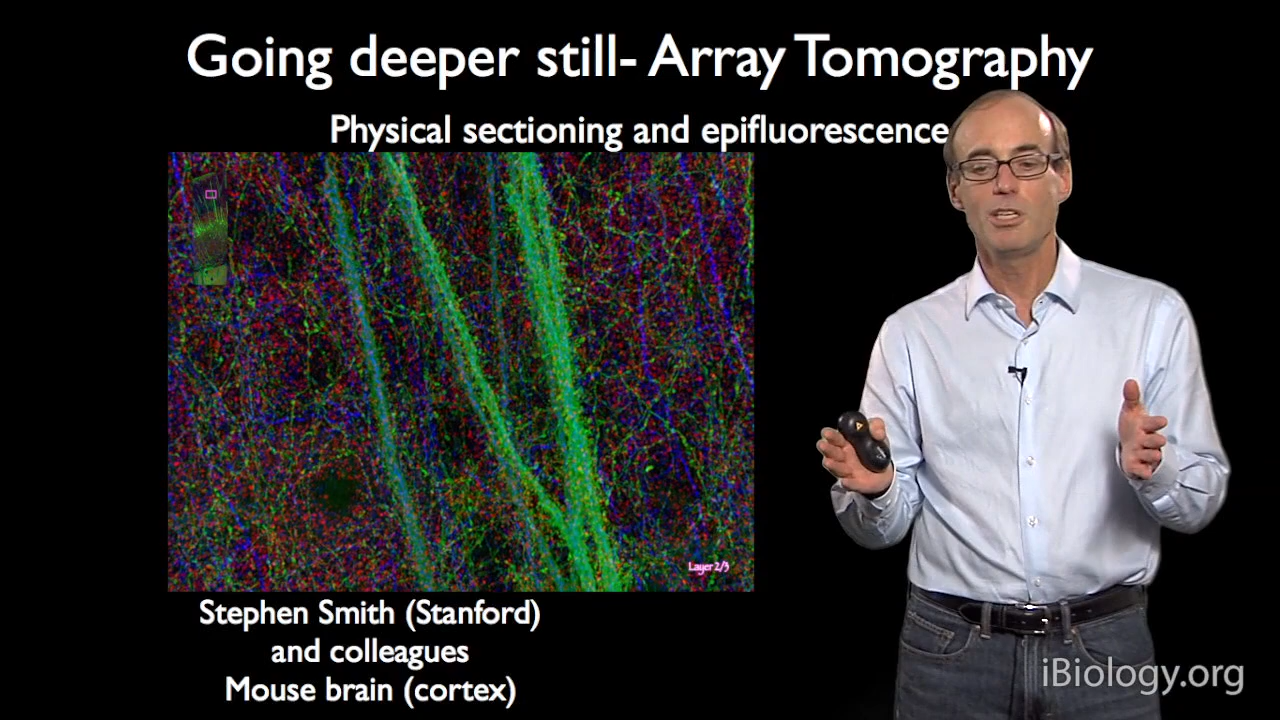 Going deeper still- Array Tomography
Physical sectioning and epifluorescence
Layer 2/3
Stephen Smith (Stanford)
and colleagues
Mouse brain (cortex)
iBiology.org